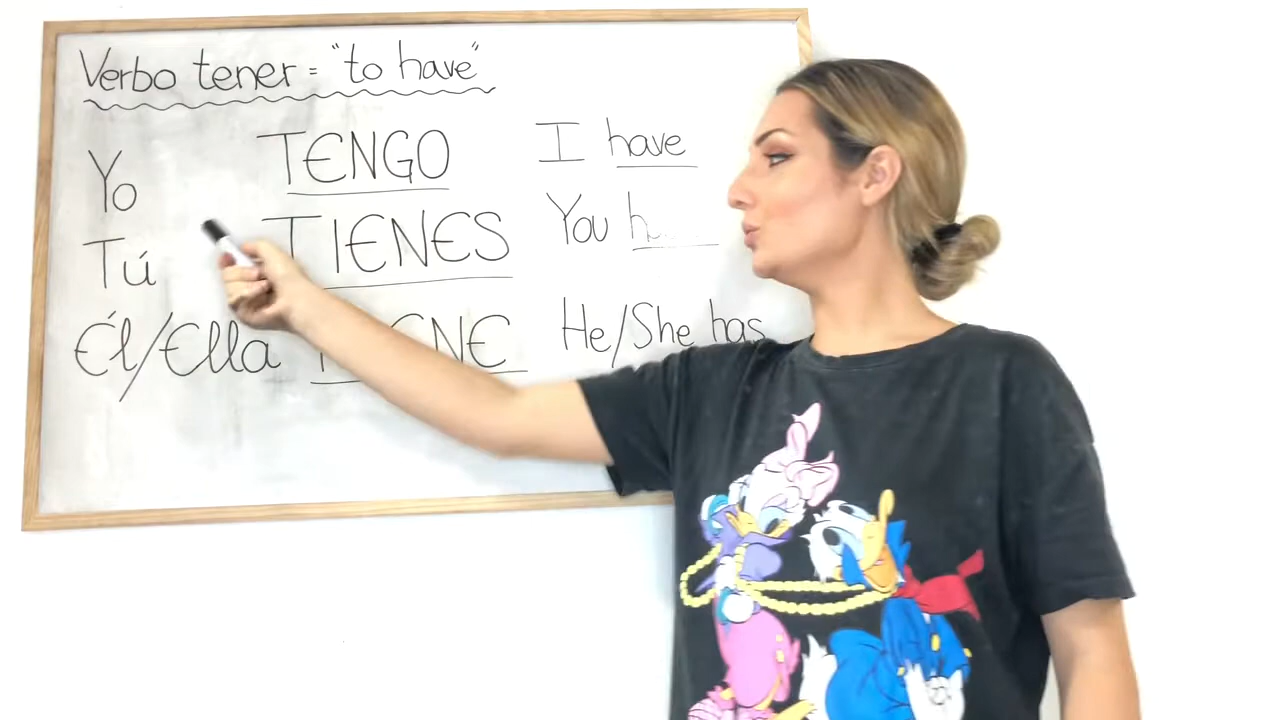 Verbo tener = "to have"
Yo TENGO I have
Tú TIENES You
Él/Ella He/She has